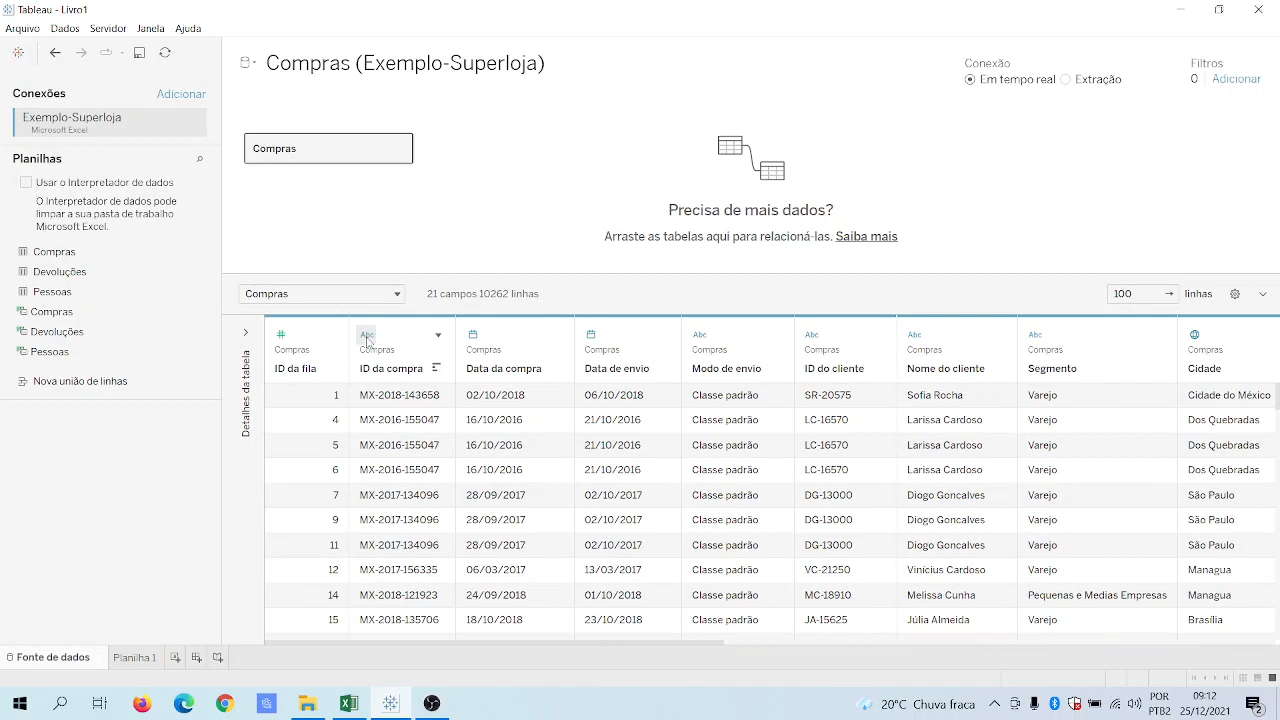 Tableau - Livro1
Arquivo Dados Servidor Janela Ajuda
Conexões Adicionar
Exemplo-Superloja
Microsoft Excel
Planilhas
Usar o Interpretador de dados
O Interpretador de dados pode
limpar a sua pasta de trabalho
Microsoft Excel.
Compras
Devoluções
Pessoas
Compras
Devoluções
Pessoas
Nova união de linhas
Compras (Exemplo-Superloja)
Conexão
Em tempo real Extração
Filtros
0 Adicionar
Compras
Precisa de mais dados?
Arraste as tabelas aqui para relacioná-las. Saiba mais
Compras 21 campos 10262 linhas 100 → linhas
Detalhes da tabela
# Abc Abc Abc Abc Abc
Compras Compras Compras Compras Compras Compras Compras Compras Compras
ID da fila ID da compra Data da compra Data de envio Modo de envio ID do cliente Nome do cliente Segmento Cidade
1 MX-2018-143658 02/10/2018 06/10/2018 Classe padrão SR-20575 Sofia Rocha Varejo Cidade do México
4 MX-2016-155047 16/10/2016 21/10/2016 Classe padrão LC-16570 Larissa Cardoso Varejo Dos Quebradas
5 MX-2016-155047 16/10/2016 21/10/2016 Classe padrão LC-16570 Larissa Cardoso Varejo Dos Quebradas
6 MX-2016-155047 16/10/2016 21/10/2016 Classe padrão LC-16570 Larissa Cardoso Varejo Dos Quebradas
7 MX-2017-134096 28/09/2017 02/10/2017 Classe padrão DG-13000 Diogo Goncalves Varejo São Paulo
9 MX-2017-134096 28/09/2017 02/10/2017 Classe padrão DG-13000 Diogo Goncalves Varejo São Paulo
11 MX-2017-134096 28/09/2017 02/10/2017 Classe padrão DG-13000 Diogo Goncalves Varejo São Paulo
12 MX-2017-156335 06/03/2017 13/03/2017 Classe padrão VC-21250 Vinícius Cardoso Varejo Managua
14 MX-2018-121923 24/09/2018 01/10/2018 Classe padrão MC-18910 Melissa Cunha Pequenas e Medias Empresas Managua
15 MX-2018-135706 18/10/2018 23/10/2018 Classe padrão JA-15625 Júlia Almeida Varejo Brasília
Fonte de dados Planilha 1
20°C Chuva fraca
POR
PTB2
09:12
25/12/2021
2